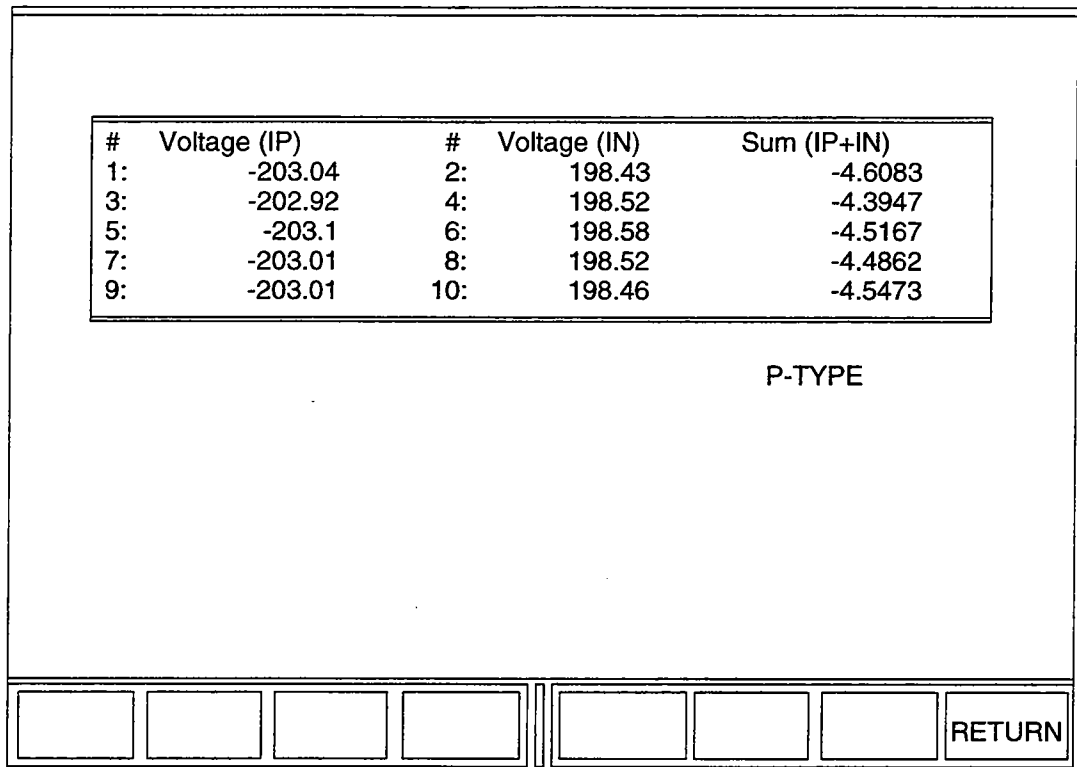 # Voltage (IP) # Voltage (IN) Sum (IP+IN)
1: -203.04 2: 198.43 -4.6083
3: -202.92 4: 198.52 -4.3947
5: -203.1 6: 198.58 -4.5167
7: -203.01 8: 198.52 -4.4862
9: -203.01 10: 198.46 -4.5473
P-TYPE
RETURN